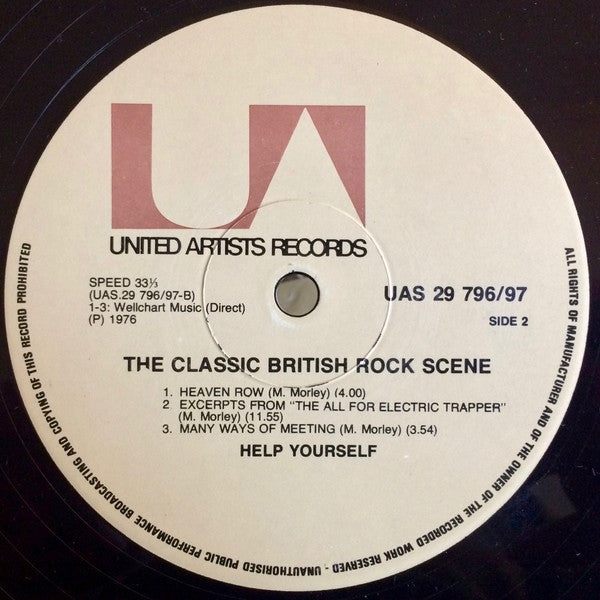 UA
UNITED ARTISTS RECORDS
SPEED 33⅓
(UAS.29 796/97-B)
1-3: Wellchart Music (Direct)
(P) 1976
UAS 29 796/97
SIDE 2
THE CLASSIC BRITISH ROCK SCENE
1. HEAVEN ROW (M. Morley) (4.00)
2. EXCERPTS FROM "THE ALL FOR ELECTRIC TRAPPER"
(M. Morley) (11.55)
3. MANY WAYS OF MEETING (M. Morley) (3.54)
HELP YOURSELF
ALL RIGHTS OF MANUFACTURER AND OF THE OWNER OF THE RECORDED WORK RESERVED - UNAUTHORISED PUBLIC PERFORMANCE BROADCASTING AND COPYING OF THIS RECORD PROHIBITED